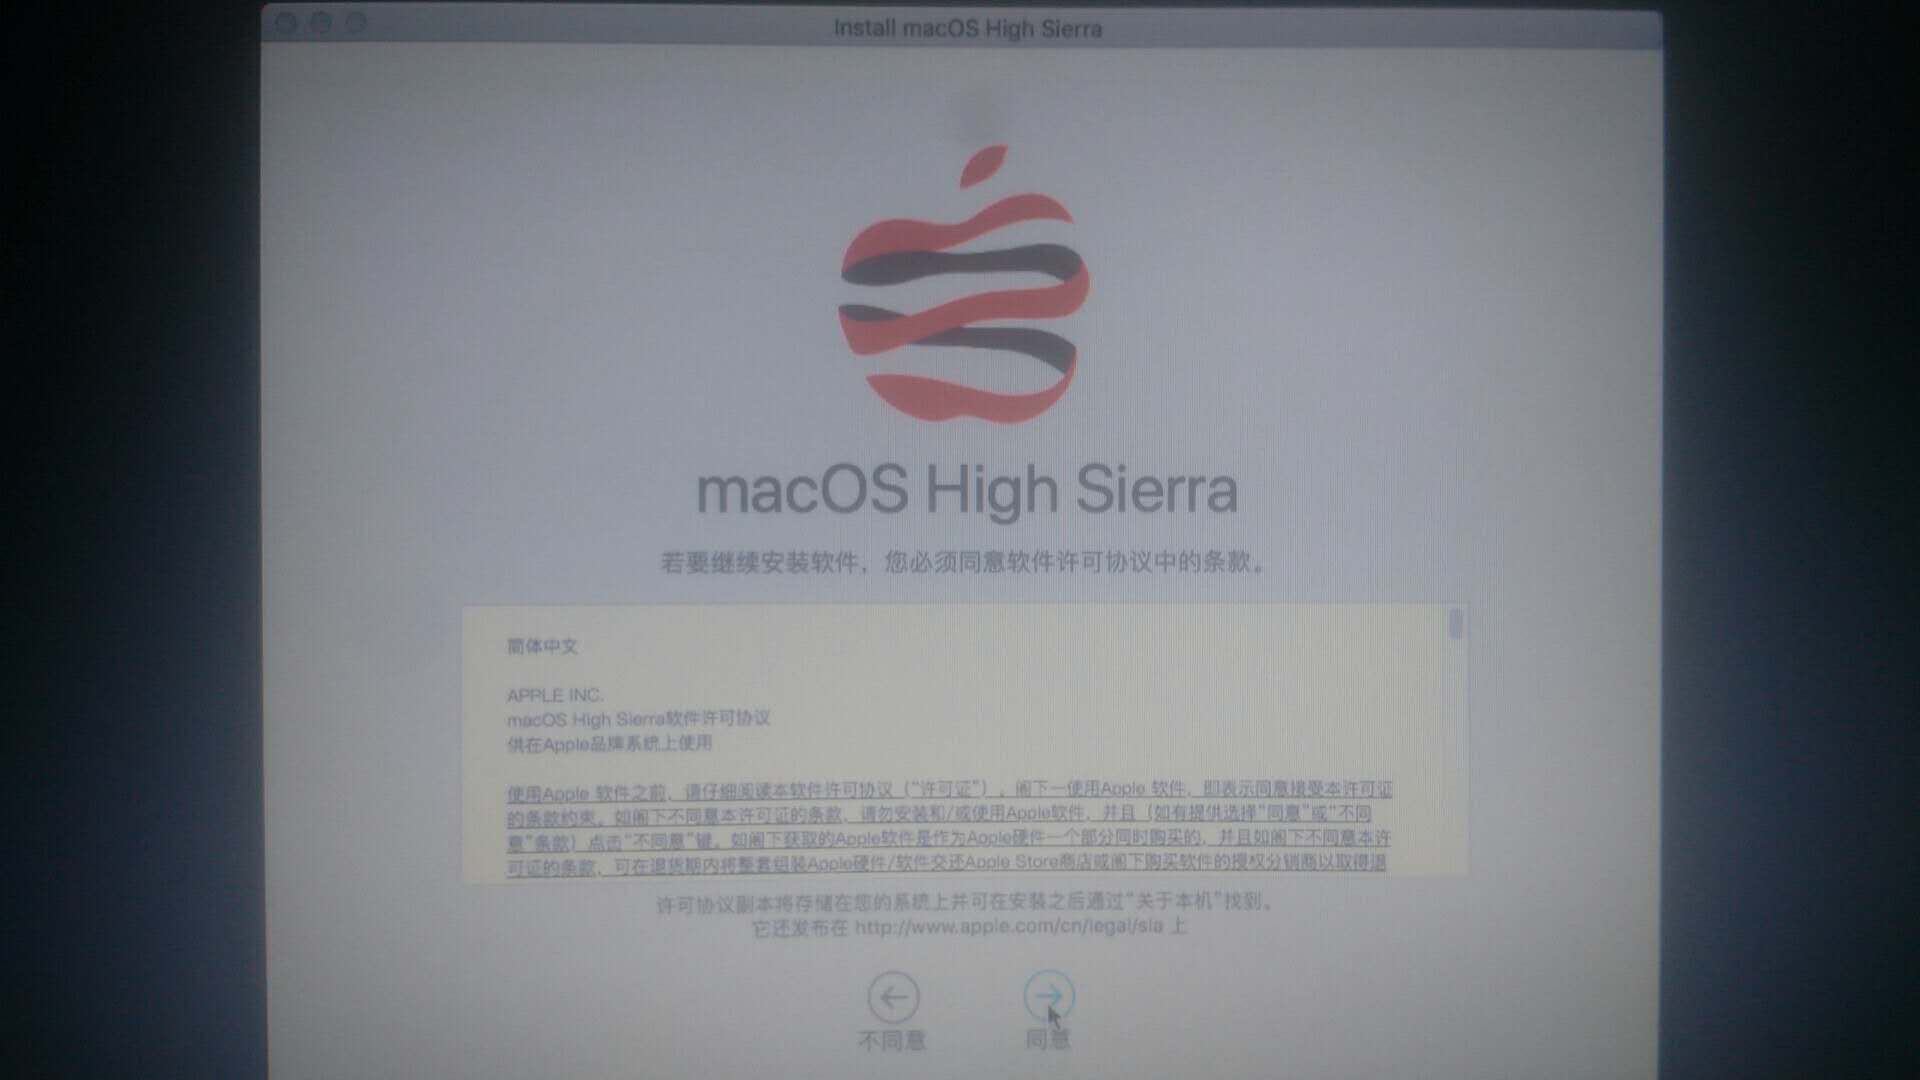 Install macOS High Sierra
macOS High Sierra
若要继续安装软件，您必须同意软件许可协议中的条款。
简体中文
APPLE INC.
macOS High Sierra软件许可协议
供在Apple品牌系统上使用
使用Apple 软件之前，请仔细阅读本软件许可协议（“许可证”）。阁下一使用Apple 软件，即表示同意接受本许可证
的条款约束。如阁下不同意本许可证的条款，请勿安装和/或使用Apple软件，并且（如有提供选择“同意”或“不同
意”条款）点击“不同意”键。如阁下获取的Apple软件是作为Apple硬件一个部分同时购买的，并且如阁下不同意本许
可证的条款，可在退货期内将整套组装Apple硬件/软件交还Apple Store商店或阁下购买软件的授权分销商以取得退
许可协议副本将存储在您的系统上并可在安装之后通过“关于本机”找到。
它还发布在 http://www.apple.com/cn/legal/sla 上
不同意
同意